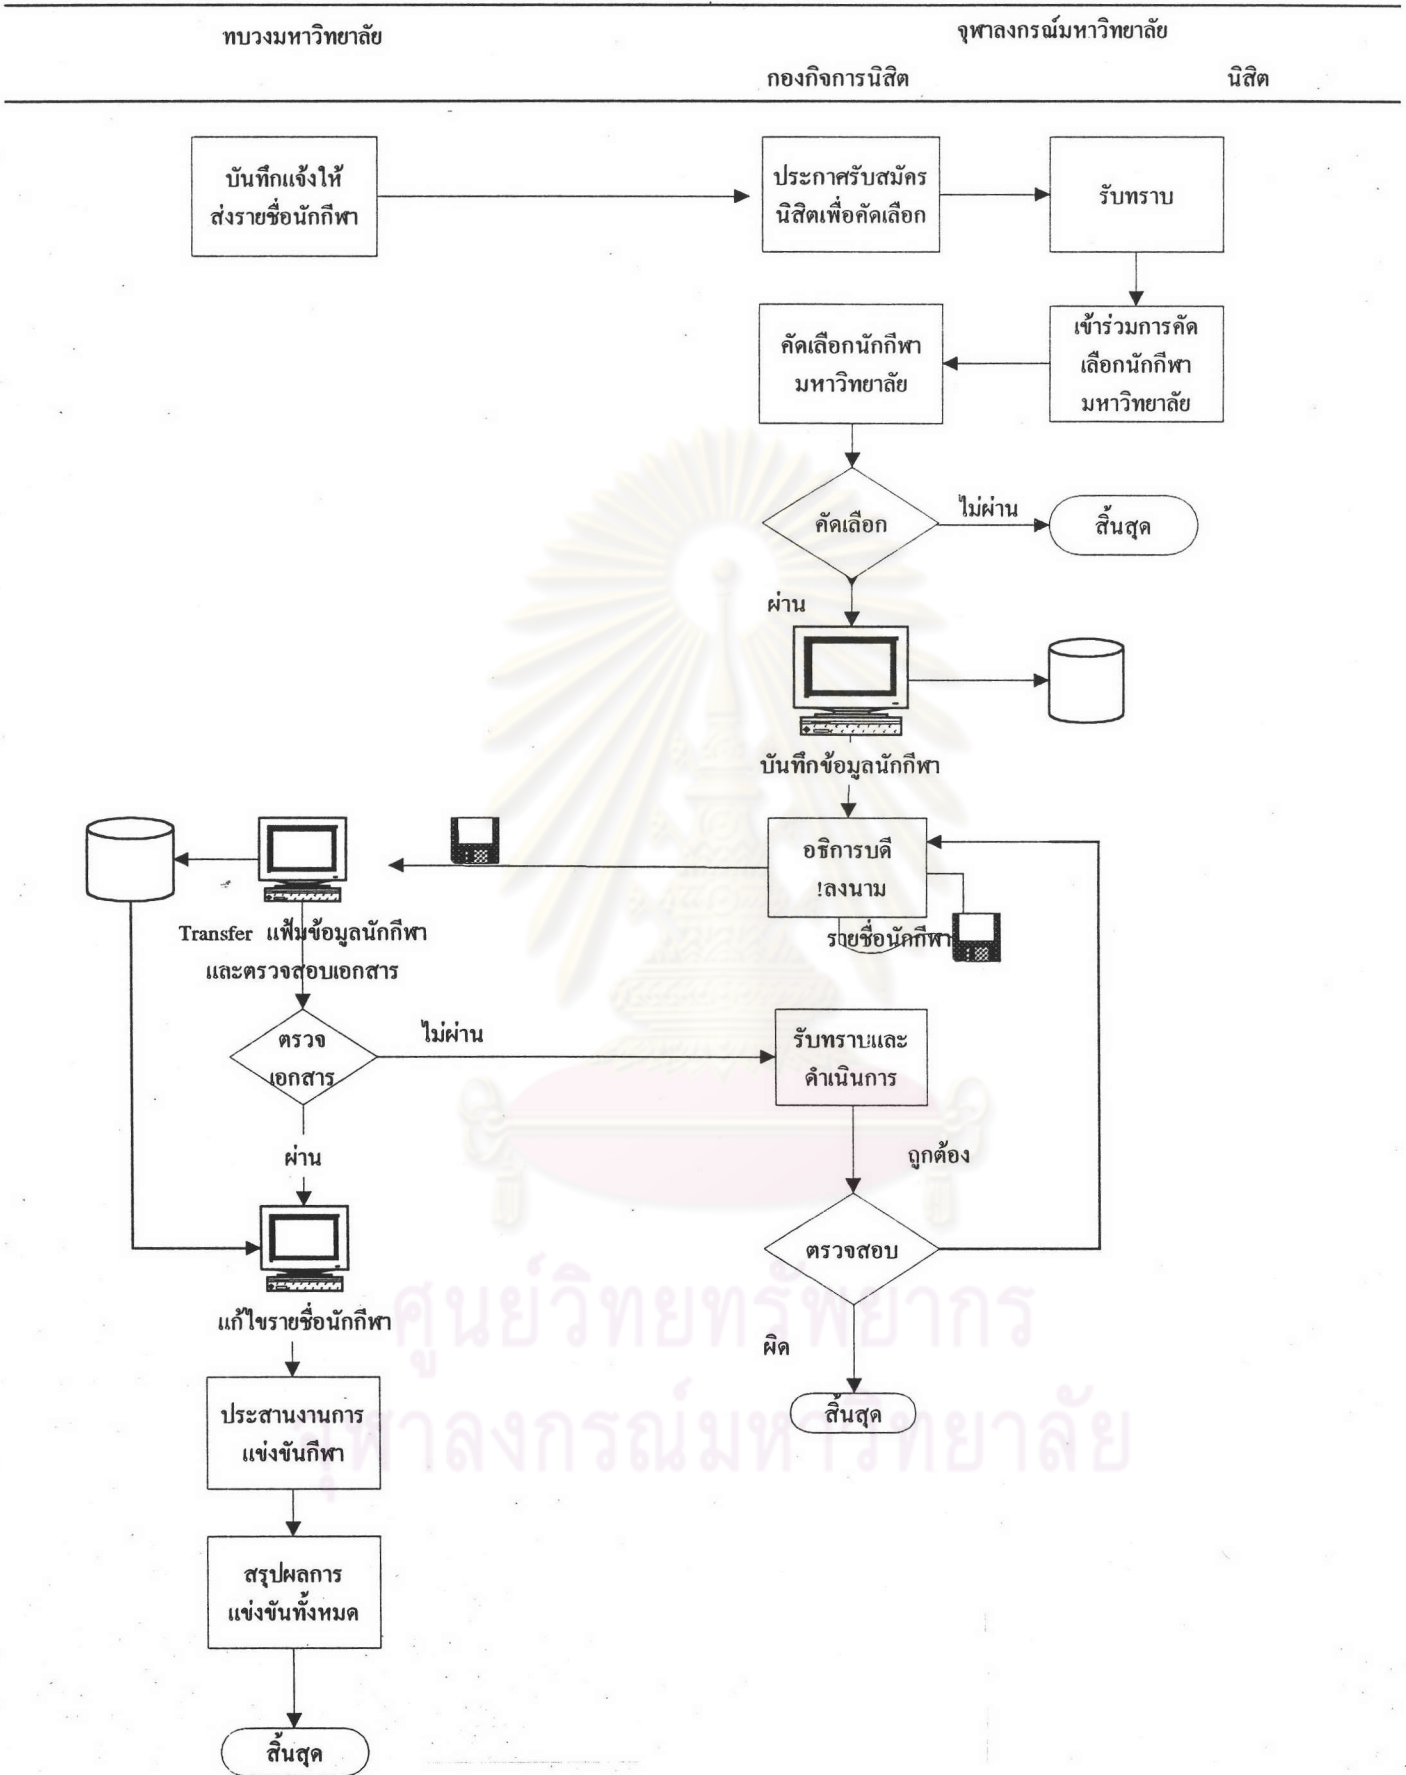 ทบวงมหาวิทยาลัย
จุฬาลงกรณ์มหาวิทยาลัย
กองกิจการนิสิต
นิสิต
บันทึกแจ้งให้
ส่งรายชื่อนักกีฬา
ประกาศรับสมัคร
นิสิตเพื่อคัดเลือก
รับทราบ
คัดเลือกนักกีฬา
มหาวิทยาลัย
เข้าร่วมการคัด
เลือกนักกีฬา
มหาวิทยาลัย
คัดเลือก
ไม่ผ่าน
สิ้นสุด
ผ่าน
บันทึกข้อมูลนักกีฬา
อธิการบดี
!ลงนาม
รายชื่อนักกีฬา
Transfer แฟ้มข้อมูลนักกีฬา
และตรวจสอบเอกสาร
ตรวจ
เอกสาร
ไม่ผ่าน
รับทราบและ
ดำเนินการ
ผ่าน
ถูกต้อง
ตรวจสอบ
แก้ไขรายชื่อนักกีฬา
ผิด
สิ้นสุด
ประสานงานการ
แข่งขันกีฬา
สรุปผลการ
แข่งขันทั้งหมด
สิ้นสุด
ศูนย์วิทยทรัพยากร
จุฬาลงกรณ์มหาวิทยาลัย